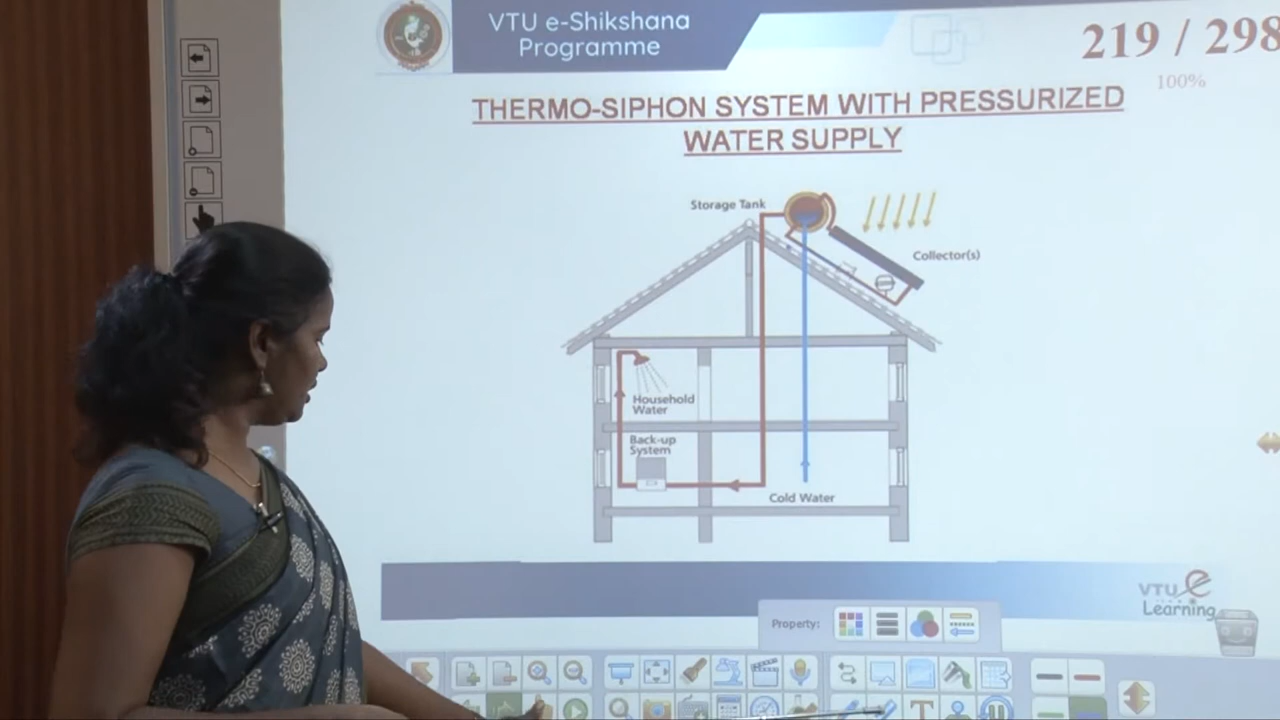 VTU e-Shikshana
Programme
219 / 298
100%
THERMO-SIPHON SYSTEM WITH PRESSURIZED
WATER SUPPLY
Storage Tank
Collector(s)
Household
Water
Back-up
System
Cold Water
VTU e
Learning
Property:
T